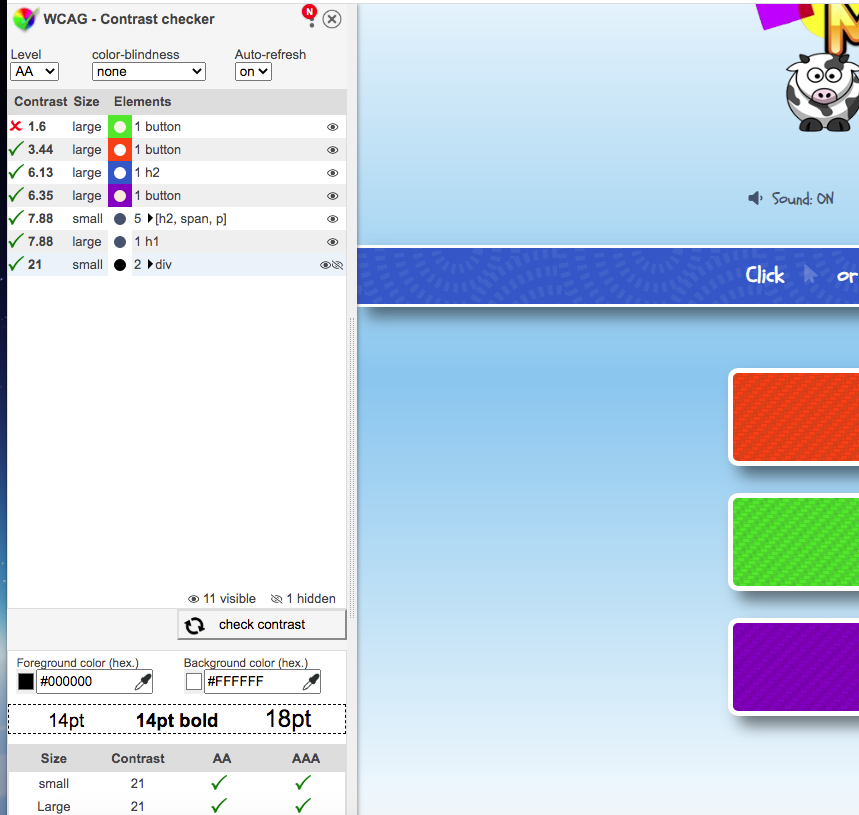 WCAG - Contrast checker
N
Level color-blindness Auto-refresh
AA none on
Contrast Size Elements
1.6 large 1 button
3.44 large 1 button
6.13 large 1 h2
6.35 large 1 button
7.88 small 5 [h2, span, p]
7.88 large 1 h1
21 small 2 div
11 visible 1 hidden
check contrast
Foreground color (hex.) Background color (hex.)
#000000 #FFFFFF
14pt 14pt bold 18pt
Size Contrast AA AAA
small 21
Large 21
Sound: ON
Click or